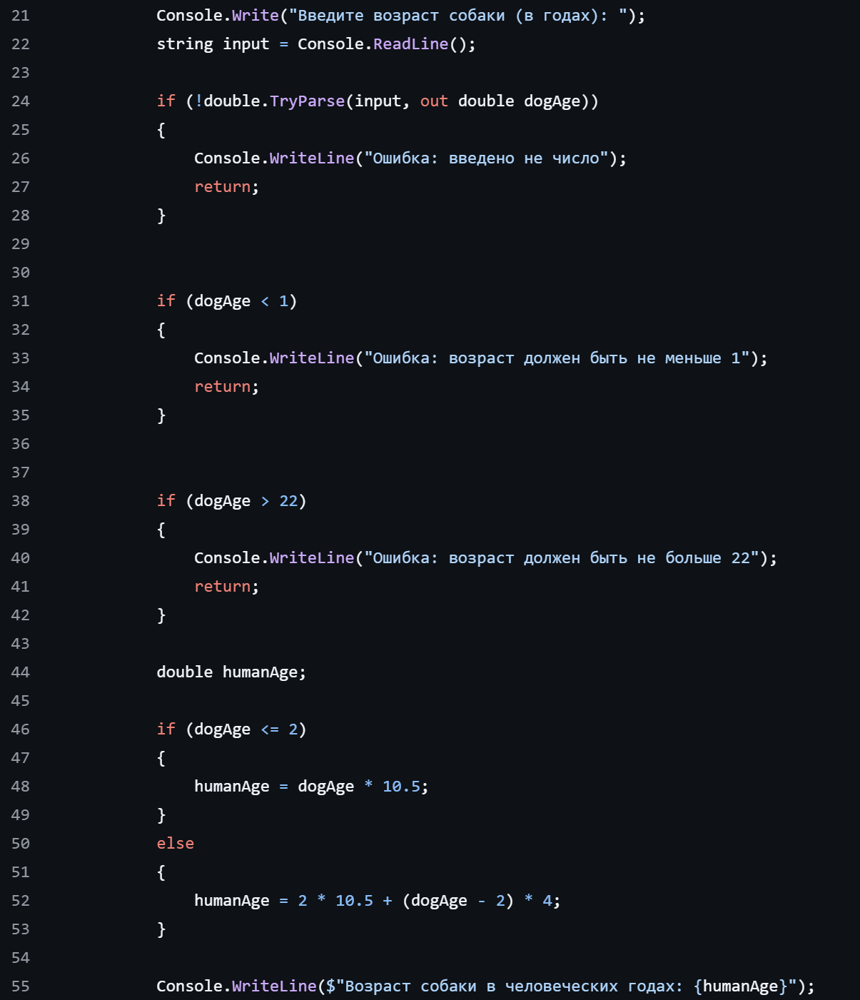 21 Console.Write("Введите возраст собаки (в годах): ");
22 string input = Console.ReadLine();
23
24 if (!double.TryParse(input, out double dogAge))
25 {
26 Console.WriteLine("Ошибка: введено не число");
27 return;
28 }
29
30
31 if (dogAge < 1)
32 {
33 Console.WriteLine("Ошибка: возраст должен быть не меньше 1");
34 return;
35 }
36
37
38 if (dogAge > 22)
39 {
40 Console.WriteLine("Ошибка: возраст должен быть не больше 22");
41 return;
42 }
43
44 double humanAge;
45
46 if (dogAge <= 2)
47 {
48 humanAge = dogAge * 10.5;
49 }
50 else
51 {
52 humanAge = 2 * 10.5 + (dogAge - 2) * 4;
53 }
54
55 Console.WriteLine($"Возраст собаки в человеческих годах: {humanAge}");